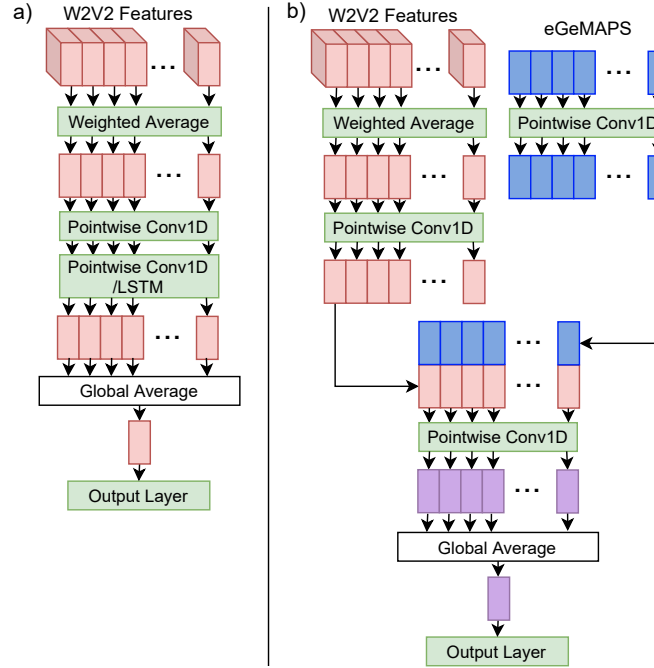 a)
W2V2 Features
...
Weighted Average
...
Pointwise Conv1D
Pointwise Conv1D
/LSTM
...
Global Average
Output Layer
b)
W2V2 Features
...
Weighted Average
...
Pointwise Conv1D
...
eGeMAPS
...
Pointwise Conv1D
...
...
...
Pointwise Conv1D
...
Global Average
Output Layer